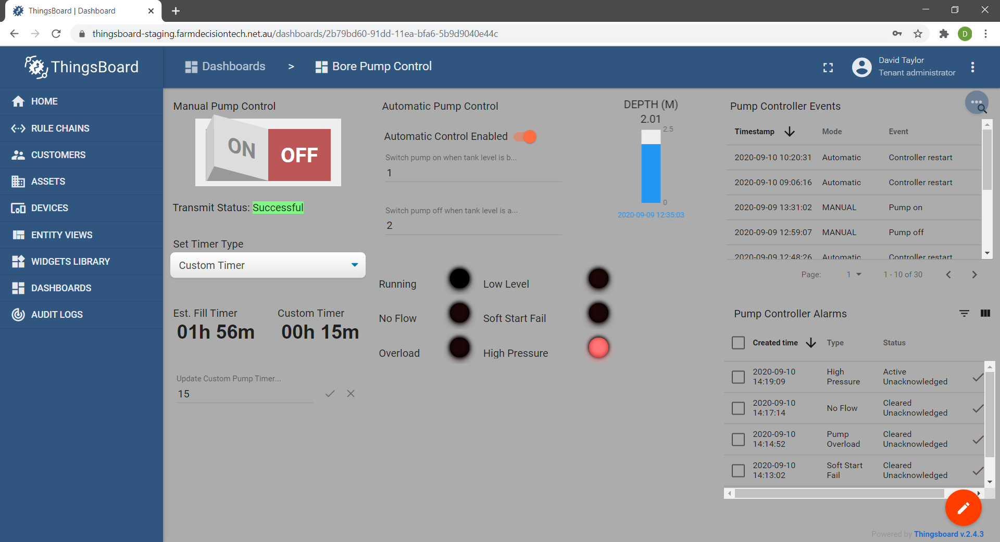 ThingsBoard | Dashboard
thingsboard-staging.farmdecisiontech.net.au/dashboards/2b79bd60-91dd-11ea-bfa6-5b9d9040e44c
D
ThingsBoard
Dashboards > Bore Pump Control
David Taylor
Tenant administrator
HOME
RULE CHAINS
CUSTOMERS
ASSETS
DEVICES
ENTITY VIEWS
WIDGETS LIBRARY
DASHBOARDS
AUDIT LOGS
Manual Pump Control
ON
OFF
Transmit Status: Successful
Set Timer Type
Custom Timer
Est. Fill Timer
01h 56m
Custom Timer
00h 15m
Update Custom Pump Timer...
15
Automatic Pump Control
Automatic Control Enabled
Switch pump on when tank level is b...
1
Switch pump off when tank level is a...
2
DEPTH (M)
2.01
2.5
0
2020-09-09 12:35:03
Running
Low Level
No Flow
Soft Start Fail
Overload
High Pressure
Pump Controller Events
Timestamp Mode Event
2020-09-10 10:20:31 Automatic Controller restart
2020-09-10 09:06:16 Automatic Controller restart
2020-09-09 13:31:02 MANUAL Pump on
2020-09-09 12:59:07 MANUAL Pump off
2020-09-09 12:48:26 Automatic Controller restart
Page: 1 1 - 10 of 30
Pump Controller Alarms
Created time Type Status
2020-09-10 14:19:09 High Pressure Active Unacknowledged
2020-09-10 14:17:14 No Flow Cleared Unacknowledged
2020-09-10 14:14:52 Pump Overload Cleared Unacknowledged
2020-09-10 14:13:02 Soft Start Fail Cleared Unacknowledged
Powered by Thingsboard v.2.4.3